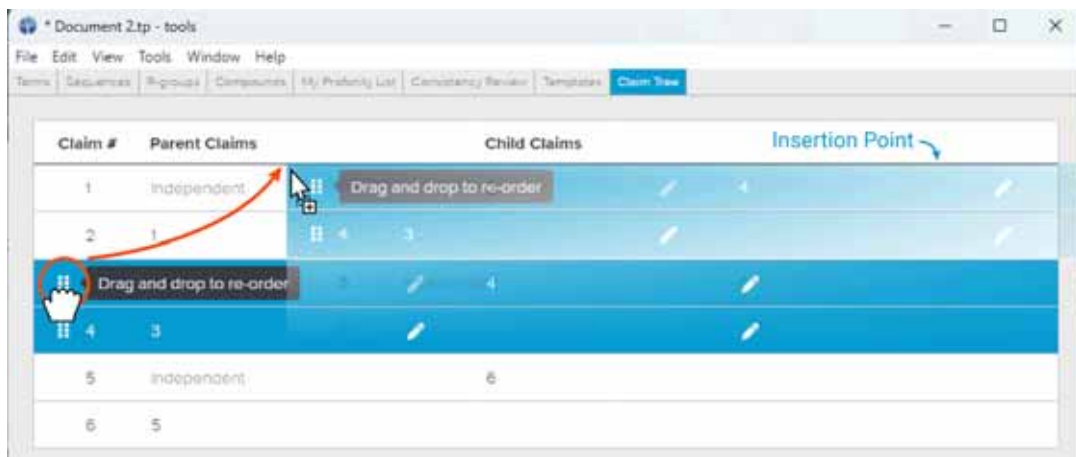 * Document 2.tp - tools
File Edit View Tools Window Help
Terms Sequences R-groups Compounds My Profanity List Consistency Review Templates Claim Tree
Claim # Parent Claims Child Claims Insertion Point
1 Independent Drag and drop to re-order 4
2 1 4 3
Drag and drop to re-order 4
4 3
5 Independent 6
6 5